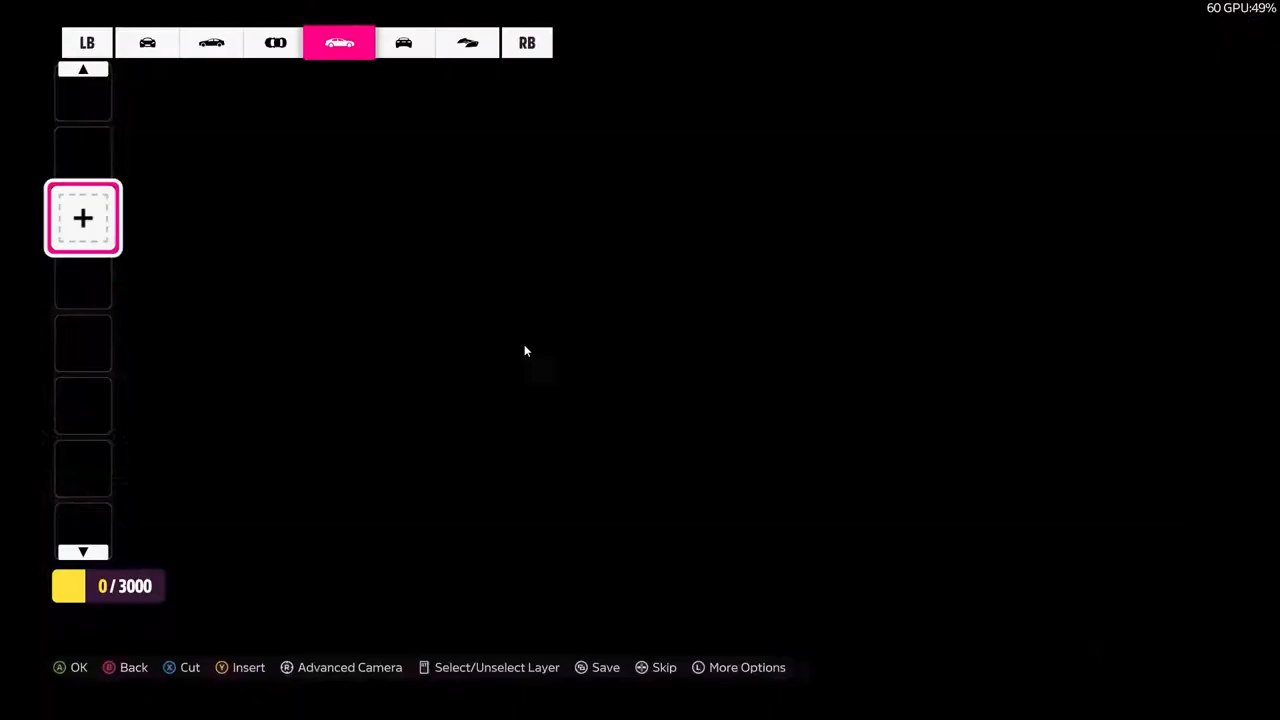 60 GPU:49%
LB RB
0 / 3000
OK Back Cut Insert Advanced Camera Select/Unselect Layer Save Skip More Options